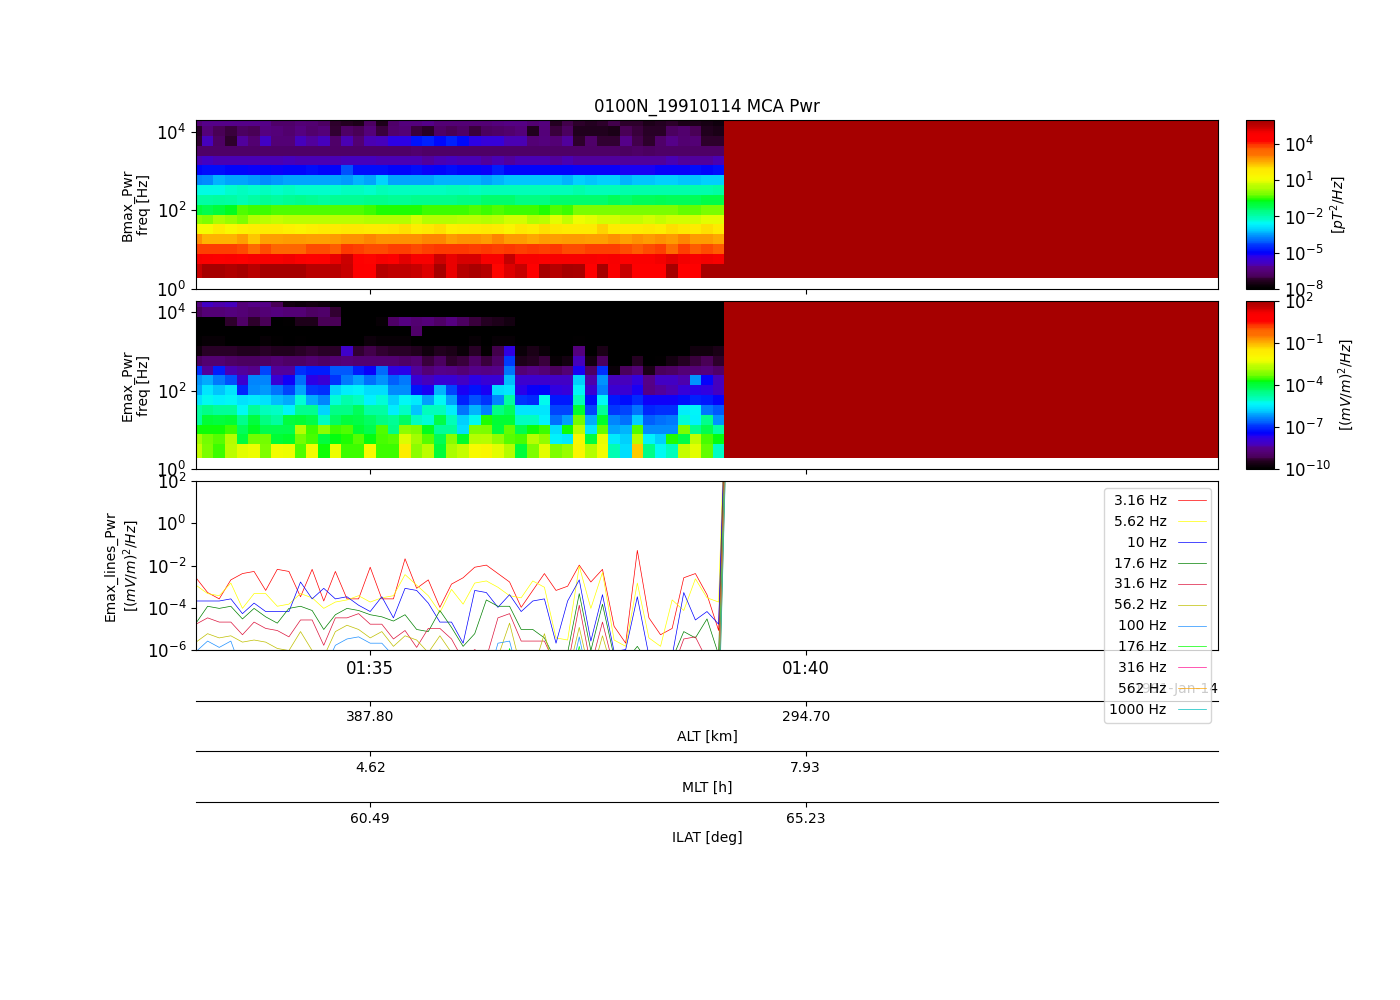 0100N_19910114 MCA Pwr
Bmax_Pwr
freq [Hz]
10^4
10^2
10^0
10^4
10^1
10^-2
10^-5
10^-8
[pT^2/Hz]
Emax_Pwr
freq [Hz]
10^4
10^2
10^0
10^2
10^-1
10^-4
10^-7
10^-10
[(mV/m)^2/Hz]
Emax_lines_Pwr
[(mV/m)^2/Hz]
10^2
10^0
10^-2
10^-4
10^-6
3.16 Hz
5.62 Hz
10 Hz
17.6 Hz
31.6 Hz
56.2 Hz
100 Hz
176 Hz
316 Hz
562 Hz
1000 Hz
01:35 01:40
-Jan-14
387.80 294.70
ALT [km]
4.62 7.93
MLT [h]
60.49 65.23
ILAT [deg]